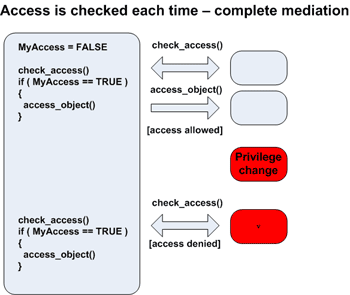 Access is checked each time – complete mediation
MyAccess = FALSE
check_access()
if ( MyAccess == TRUE )
{
access_object()
}
check_access()
access_object()
[access allowed]
Privilege
change
check_access()
if ( MyAccess == TRUE )
{
access_object()
}
check_access()
[access denied]